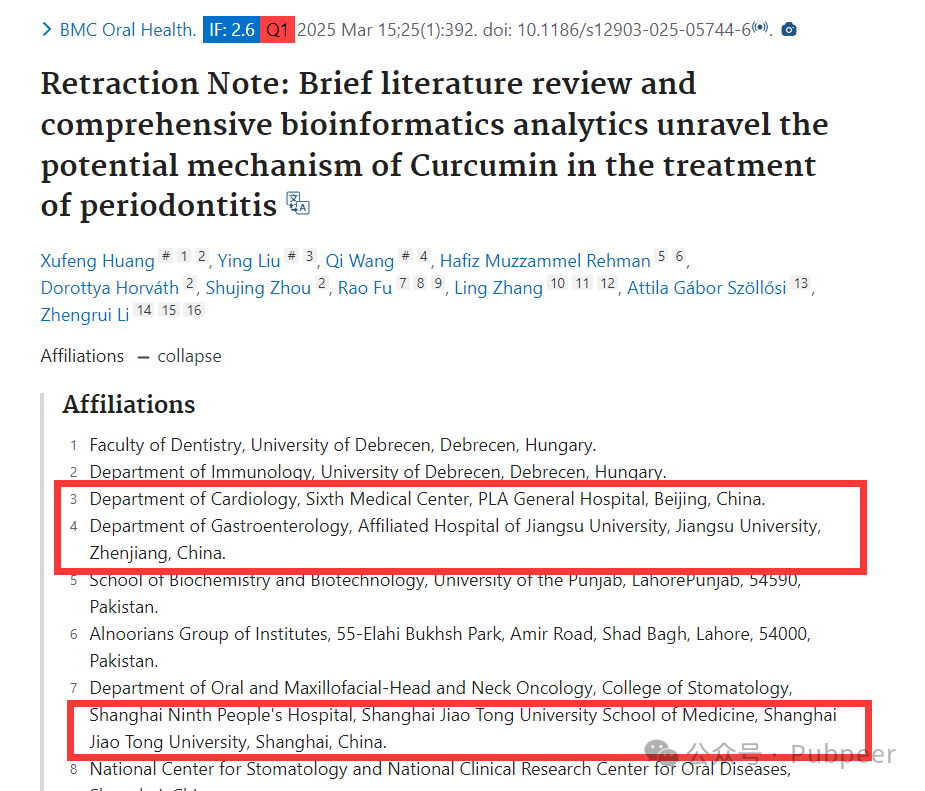 BMC Oral Health. IF: 2.6 Q1 2025 Mar 15;25(1):392. doi: 10.1186/s12903-025-05744-6.
Retraction Note: Brief literature review and
comprehensive bioinformatics analytics unravel the
potential mechanism of Curcumin in the treatment
of periodontitis
Xufeng Huang # 1 2, Ying Liu # 3, Qi Wang # 4, Hafiz Muzzammel Rehman 5 6,
Dorottya Horváth 2, Shujing Zhou 2, Rao Fu 7 8 9, Ling Zhang 10 11 12, Attila Gábor Szöllősi 13,
Zhengrui Li 14 15 16
Affiliations — collapse
Affiliations
1 Faculty of Dentistry, University of Debrecen, Debrecen, Hungary.
2 Department of Immunology, University of Debrecen, Debrecen, Hungary.
3 Department of Cardiology, Sixth Medical Center, PLA General Hospital, Beijing, China.
4 Department of Gastroenterology, Affiliated Hospital of Jiangsu University, Jiangsu University,
Zhenjiang, China.
5 School of Biochemistry and Biotechnology, University of the Punjab, LahorePunjab, 54590,
Pakistan.
6 Alnoorians Group of Institutes, 55-Elahi Bukhsh Park, Amir Road, Shad Bagh, Lahore, 54000,
Pakistan.
7 Department of Oral and Maxillofacial-Head and Neck Oncology, College of Stomatology,
Shanghai Ninth People's Hospital, Shanghai Jiao Tong University School of Medicine, Shanghai
Jiao Tong University, Shanghai, China.
公众号 · Pubpeer
8 National Center for Stomatology and National Clinical Research Center for Oral Diseases,